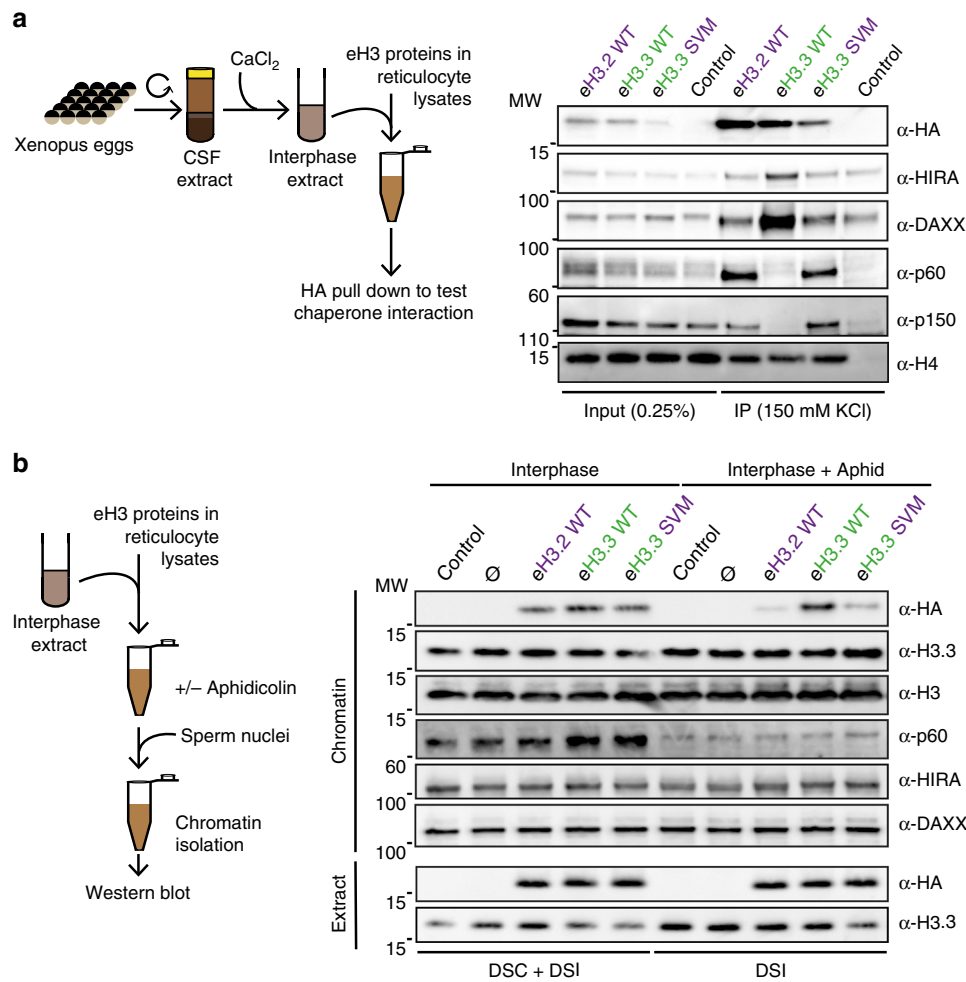 a
Xenopus eggs
CSF
extract
CaCl2
Interphase
extract
eH3 proteins in
reticulocyte
lysates
HA pull down to test
chaperone interaction
MW
eH3.2 WT
eH3.3 WT
eH3.3 SVM
Control
eH3.2 WT
eH3.3 WT
eH3.3 SVM
Control
α-HA
15
α-HIRA
100
α-DAXX
100
α-p60
60
α-p150
110
15
α-H4
Input (0.25%)
IP (150 mM KCl)
b
eH3 proteins in
reticulocyte
lysates
Interphase
extract
+/− Aphidicolin
Sperm nuclei
Chromatin
isolation
Western blot
Interphase
Interphase + Aphid
MW
Control
Ø
eH3.2 WT
eH3.3 WT
eH3.3 SVM
Control
Ø
eH3.2 WT
eH3.3 WT
eH3.3 SVM
Chromatin
α-HA
15
α-H3.3
15
α-H3
15
α-p60
60
α-HIRA
100
α-DAXX
100
Extract
α-HA
15
α-H3.3
15
DSC + DSI
DSI